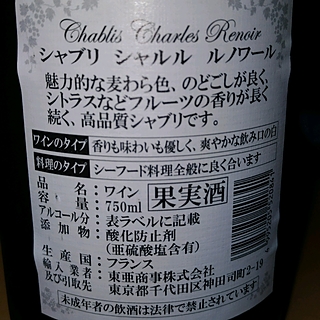 Chablis Charles Renoir
シャブリ シャルル ルノワール
魅力的な麦わら色、のどごしが良く、
シトラスなどフルーツの香りが長く
続く、高品質シャブリです。
ワインのタイプ 香りも味わいも優しく、爽やかな飲み口の白
料理のタイプ シーフード料理全般に良く合います
品名：ワイン 果実酒
容量：750ml
アルコール分：表ラベルに記載
添加物：酸化防止剤
(亜硫酸塩含有)
生産国：フランス
輸入業者：東亜商事株式会社
及び引取先 東京都千代田区神田司町2-19
未成年者の飲酒は法律で禁止されています